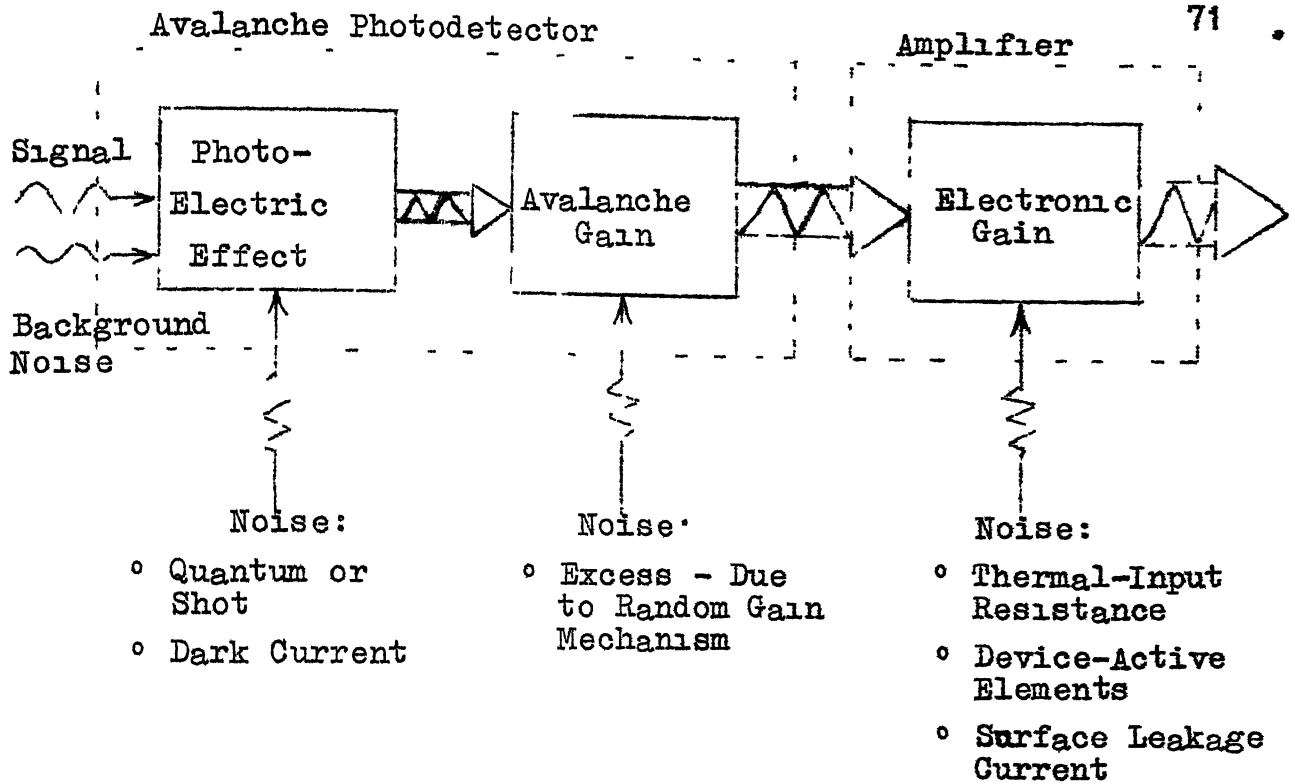 71
Avalanche Photodetector
Amplifier
Signal
Photo-
Electric
Effect
Avalanche
Gain
Electronic
Gain
Background
Noise
Noise:
o Quantum or
Shot
o Dark Current
Noise·
o Excess - Due
to Random Gain
Mechanism
Noise:
o Thermal-Input
Resistance
o Device-Active
Elements
o Surface Leakage
Current